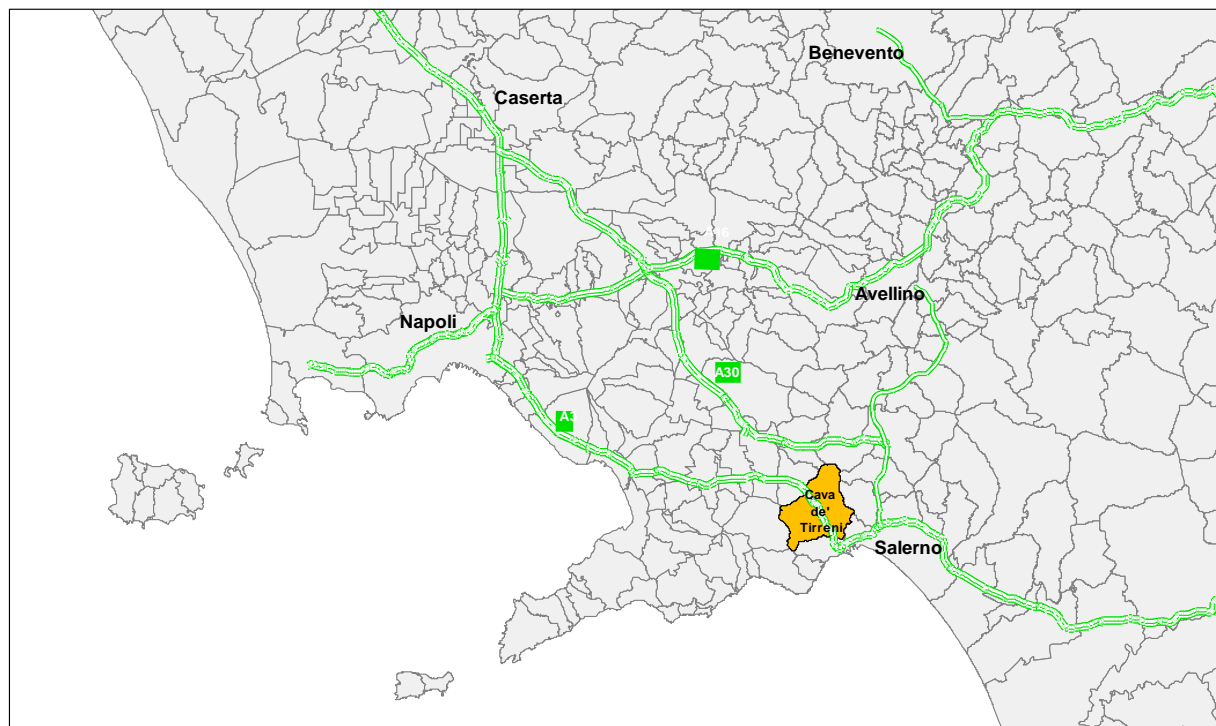 Benevento
Caserta
Avellino
Napoli
A30
A3
Cava
de'
Tirreni
Salerno